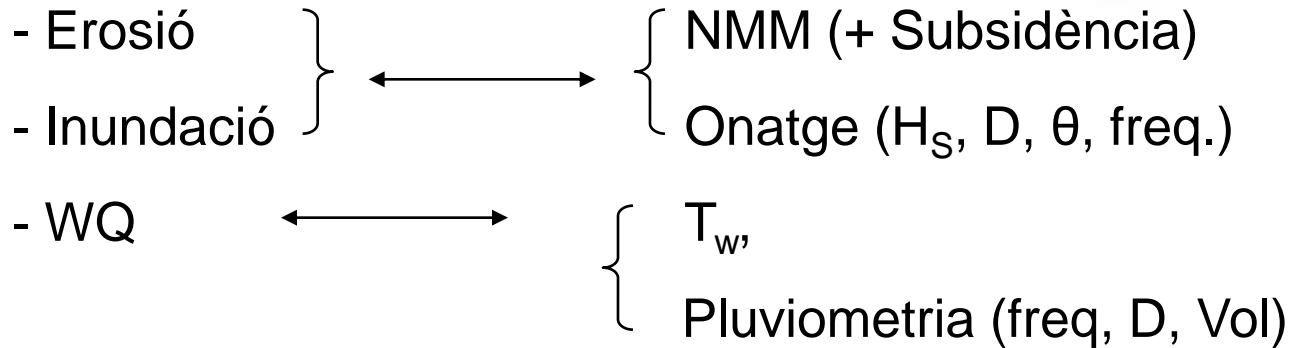 - Erosió NMM (+ Subsidència)
- Inundació Onatge (HS, D, θ, freq.)
- WQ Tw,
Pluviometria (freq, D, Vol)